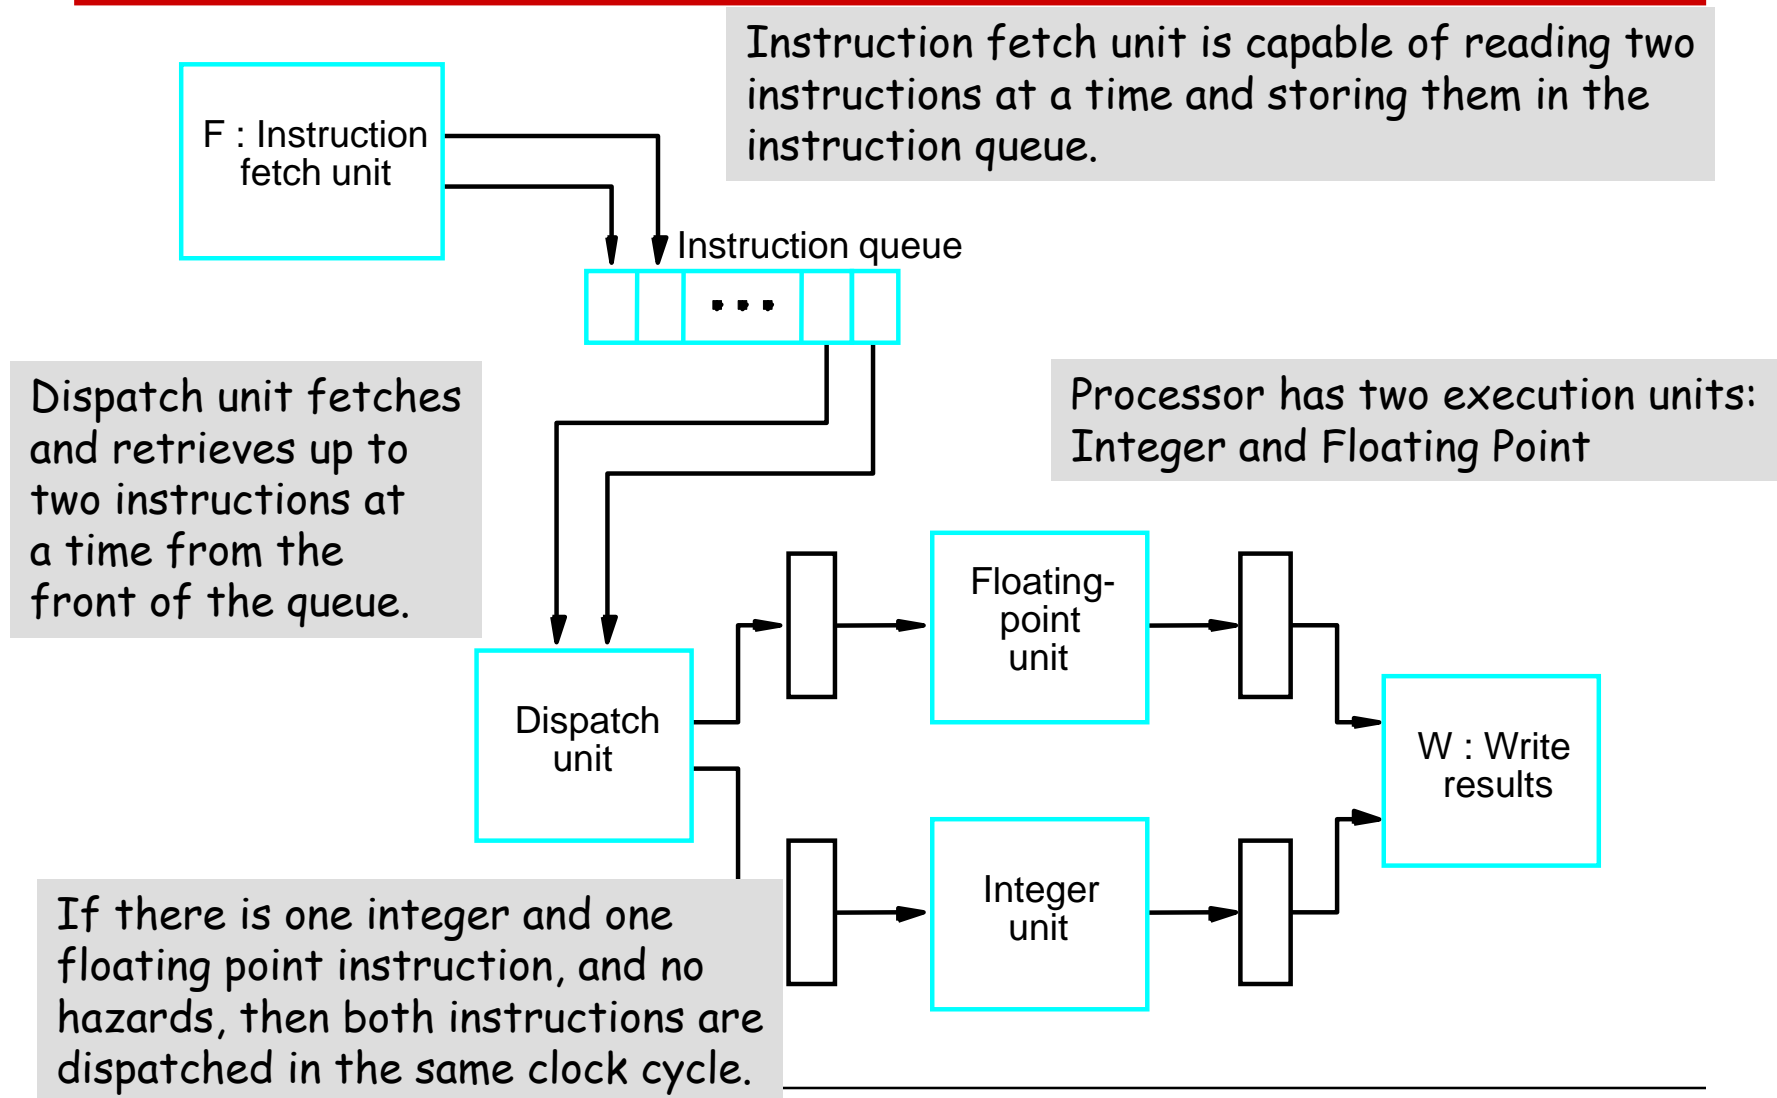 Instruction fetch unit is capable of reading two
instructions at a time and storing them in the
instruction queue.
F : Instruction
fetch unit
Instruction queue
Dispatch unit fetches
and retrieves up to
two instructions at
a time from the
front of the queue.
Processor has two execution units:
Integer and Floating Point
Floating-
point
unit
Dispatch
unit
W : Write
results
Integer
unit
If there is one integer and one
floating point instruction, and no
hazards, then both instructions are
dispatched in the same clock cycle.